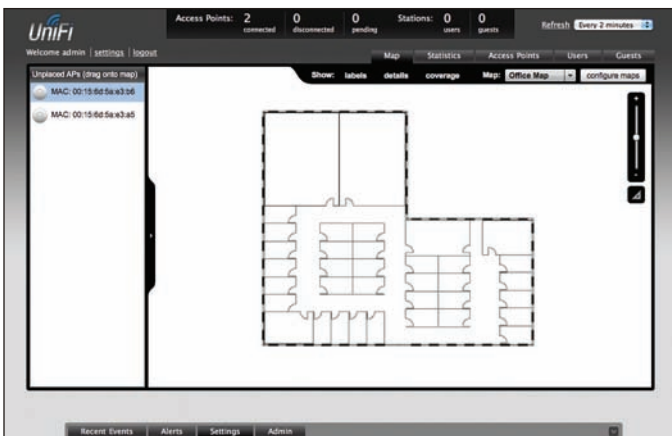 UniFi
Access Points: 2 connected 0 disconnected 0 pending Stations: 0 users 0 guests
Refresh Every 2 minutes
Welcome admin | settings | logout
Map Statistics Access Points Users Guests
Unplaced APs (drag onto map)
Show: labels details coverage Map: Office Map configure maps
MAC: 00:15:6d:5a:e3:b6
MAC: 00:15:6d:5a:e3:a5
+
-
Recent Events Alerts Settings Admin